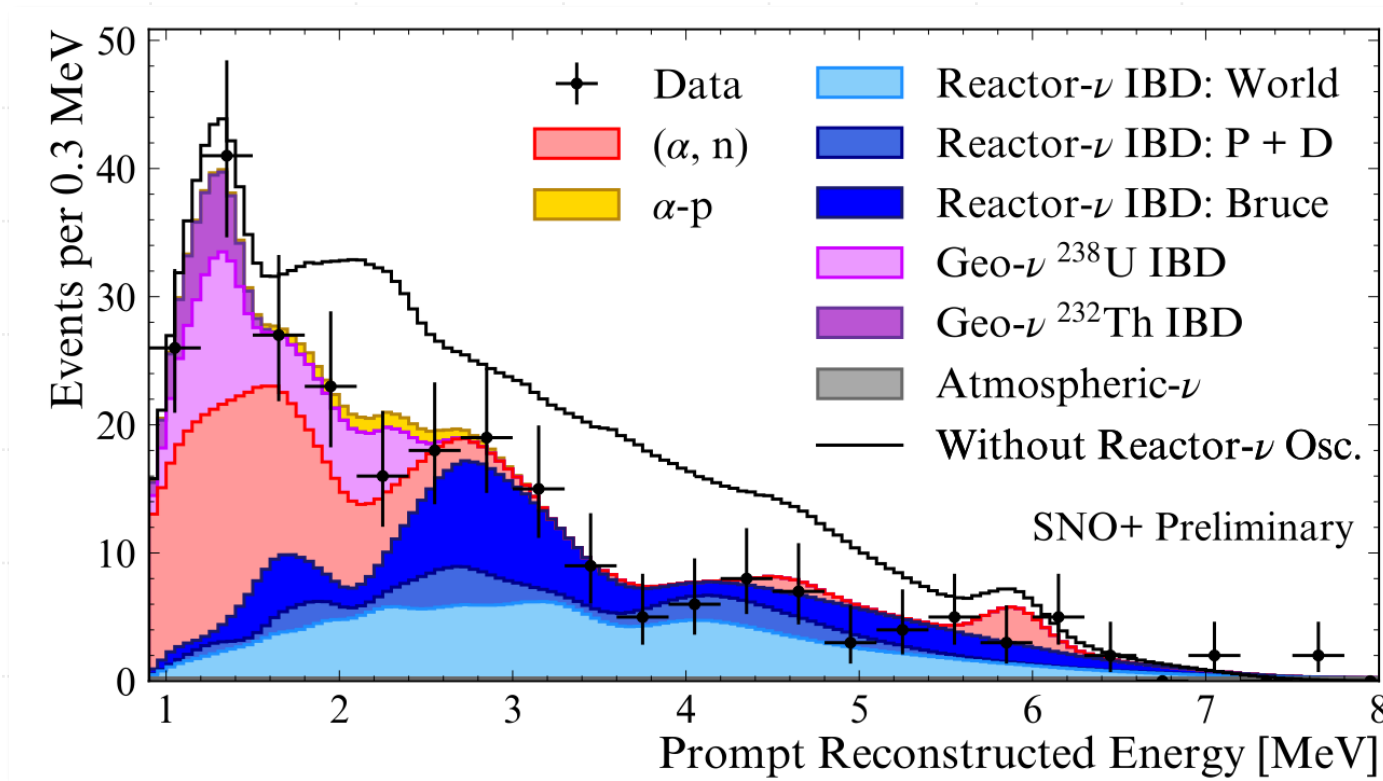 50
40
30
20
10
0
Events per 0.3 MeV
Data
(α, n)
α-p
Reactor-ν IBD: World
Reactor-ν IBD: P + D
Reactor-ν IBD: Bruce
Geo-ν ²³⁸U IBD
Geo-ν ²³²Th IBD
Atmospheric-ν
Without Reactor-ν Osc.
SNO+ Preliminary
1 2 3 4 5 6 7 8
Prompt Reconstructed Energy [MeV]